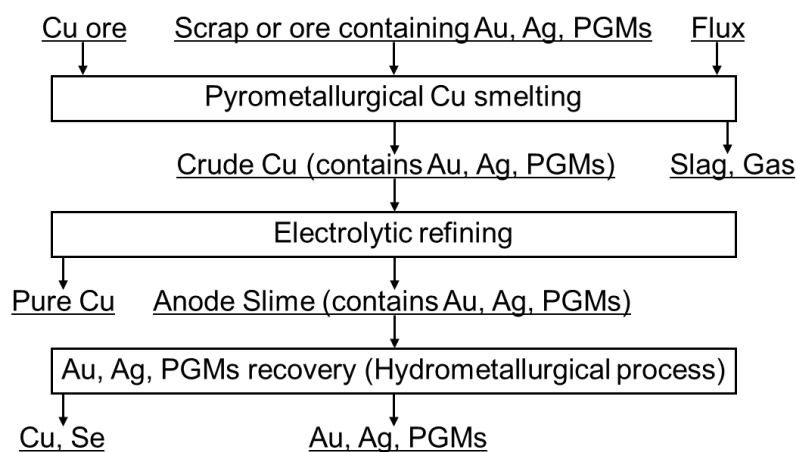 Cu ore
Scrap or ore containing Au, Ag, PGMs
Flux
Pyrometallurgical Cu smelting
Crude Cu (contains Au, Ag, PGMs)
Slag, Gas
Electrolytic refining
Pure Cu
Anode Slime (contains Au, Ag, PGMs)
Au, Ag, PGMs recovery (Hydrometallurgical process)
Cu, Se
Au, Ag, PGMs